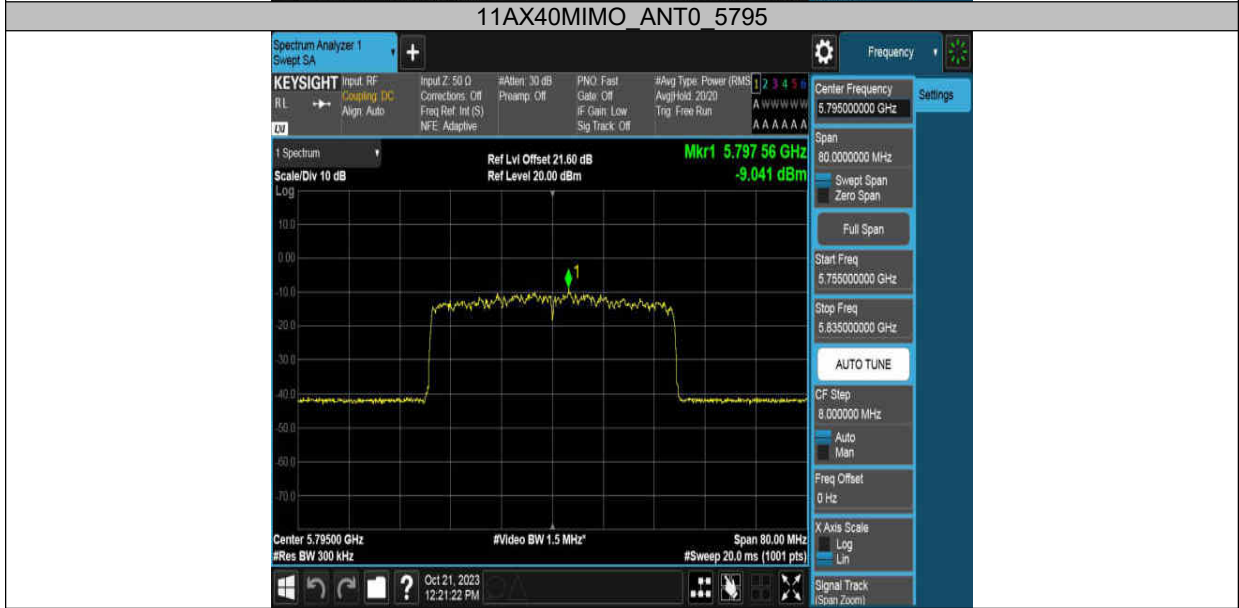 11AX40MIMO_ANT0_5795
Spectrum Analyzer 1
Swept SA
+
Frequency
KEYSIGHT
RL
LXI
Input: RF
Coupling: DC
Align: Auto
Input Z: 50 Ω
Corrections: Off
Freq Ref: Int (S)
NFE: Adaptive
#Atten: 30 dB
Preamp: Off
PNO: Fast
Gate: Off
IF Gain: Low
Sig Track: Off
#Avg Type: Power (RMS
Avg|Hold: 20/20
Trig: Free Run
1 2 3 4 5 6
A W W W W W
A A A A A A
Center Frequency
5.795000000 GHz
Settings
1 Spectrum
Scale/Div 10 dB
Log
Ref Lvl Offset 21.60 dB
Ref Level 20.00 dBm
Mkr1 5.797 56 GHz
-9.041 dBm
10.0
0.00
-10.0
-20.0
-30.0
-40.0
-50.0
-60.0
-70.0
1
Center 5.79500 GHz
#Res BW 300 kHz
#Video BW 1.5 MHz*
Span 80.00 MHz
#Sweep 20.0 ms (1001 pts)
Span
80.0000000 MHz
Swept Span
Zero Span
Full Span
Start Freq
5.755000000 GHz
Stop Freq
5.835000000 GHz
AUTO TUNE
CF Step
8.000000 MHz
Auto
Man
Freq Offset
0 Hz
X Axis Scale
Log
Lin
Signal Track
(Span Zoom)
?
Oct 21, 2023
12:21:22 PM